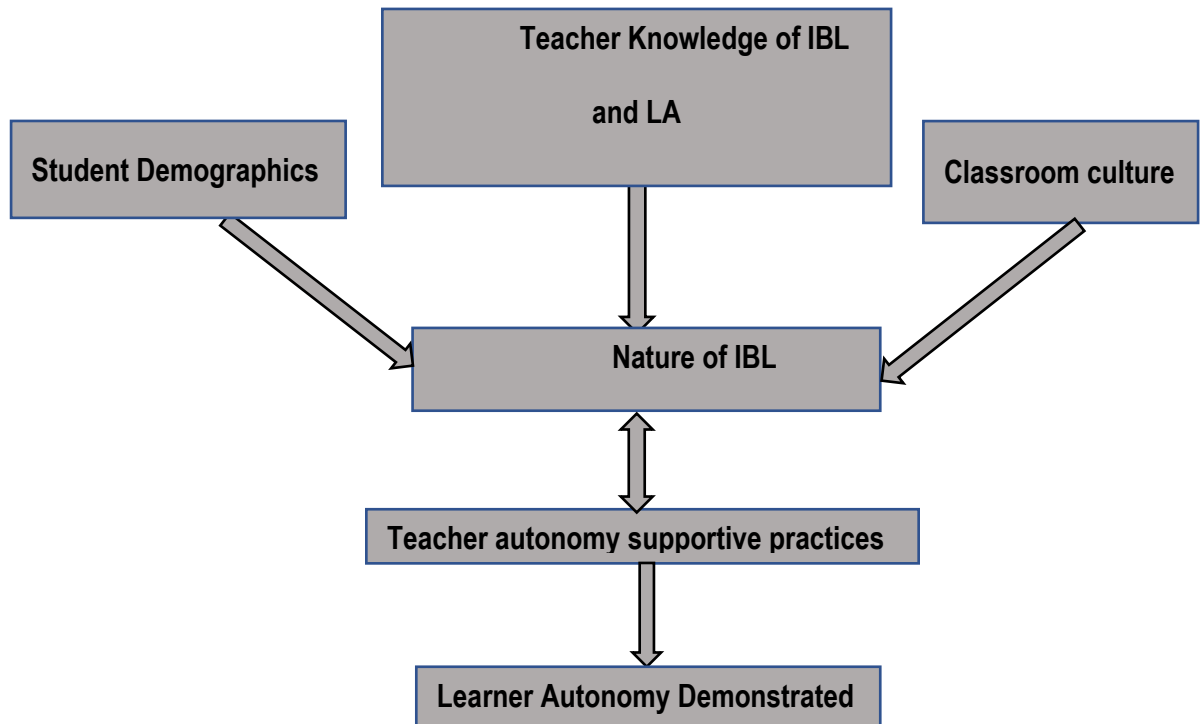 Teacher Knowledge of IBL
and LA
Student Demographics
Classroom culture
Nature of IBL
Teacher autonomy supportive practices
Learner Autonomy Demonstrated